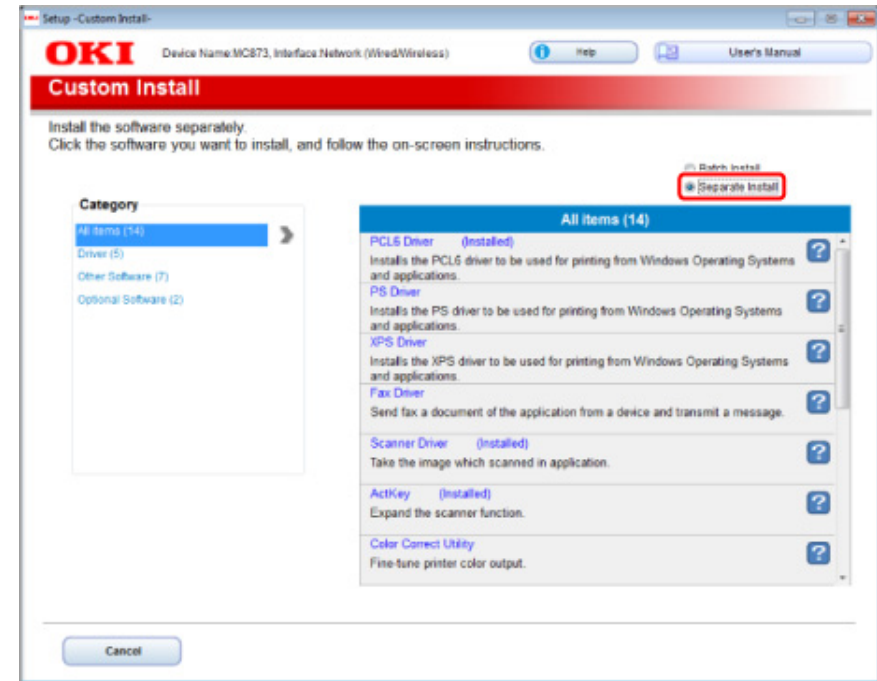 Setup -Custom Install-
OKI Device Name:MC873, Interface:Network (Wired/Wireless) Help User's Manual
Custom Install
Install the software separately.
Click the software you want to install, and follow the on-screen instructions.
Batch Install
Separate Install
Category
All items (14)
Driver (5)
Other Software (7)
Optional Software (2)
All items (14)
PCL6 Driver (Installed)
Installs the PCL6 driver to be used for printing from Windows Operating Systems
and applications.
PS Driver
Installs the PS driver to be used for printing from Windows Operating Systems
and applications.
XPS Driver
Installs the XPS driver to be used for printing from Windows Operating Systems
and applications.
Fax Driver
Send fax a document of the application from a device and transmit a message.
Scanner Driver (Installed)
Take the image which scanned in application.
ActKey (Installed)
Expand the scanner function.
Color Correct Utility
Fine-tune printer color output.
Cancel